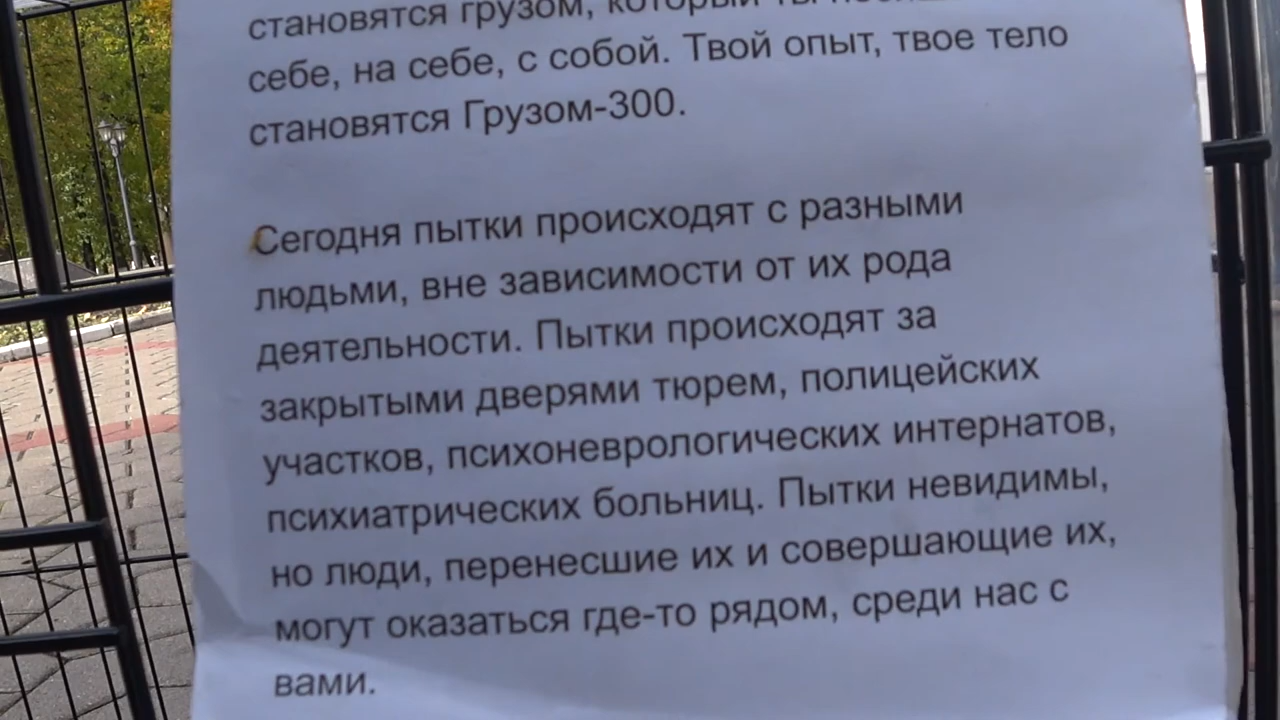 становятся грузом, который ты
себе, на себе, с собой. Твой опыт, твое тело
становятся Грузом-300.
Сегодня пытки происходят с разными
людьми, вне зависимости от их рода
деятельности. Пытки происходят за
закрытыми дверями тюрем, полицейских
участков, психоневрологических интернатов,
психиатрических больниц. Пытки невидимы,
но люди, перенесшие их и совершающие их,
могут оказаться где-то рядом, среди нас с
вами.